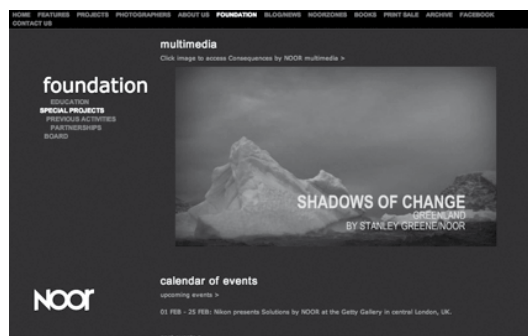 HOME FEATURES PROJECTS PHOTOGRAPHERS ABOUT US FOUNDATION BLOG/NEWS NOORZONES BOOKS PRINT SALE ARCHIVE FACEBOOK
CONTACT US
multimedia
Click image to access Consequences by NOOR multimedia >
foundation
EDUCATION
SPECIAL PROJECTS
PREVIOUS ACTIVITIES
PARTNERSHIPS
BOARD
SHADOWS OF CHANGE
GREENLAND
BY STANLEY GREENE/NOOR
NOOR
calendar of events
upcoming events >
01 FEB - 25 FEB: Nikon presents Solutions by NOOR at the Getty Gallery in central London, UK.